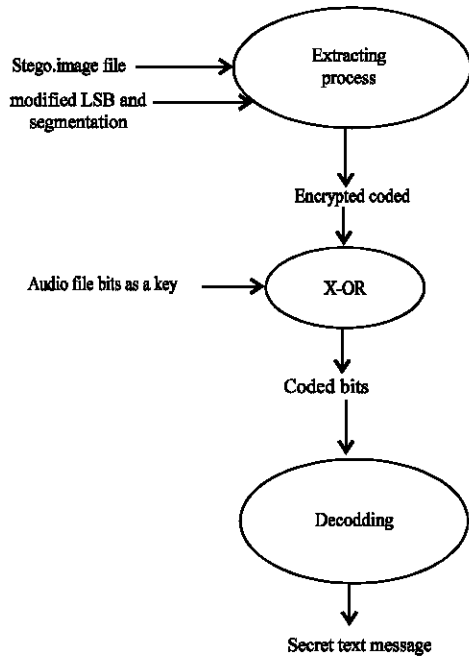 Extracting
process
Stego.image file
modified LSB and
segmentation
Encrypted coded
Audio file bits as a key
X-OR
Coded bits
Decodding
Secret text message